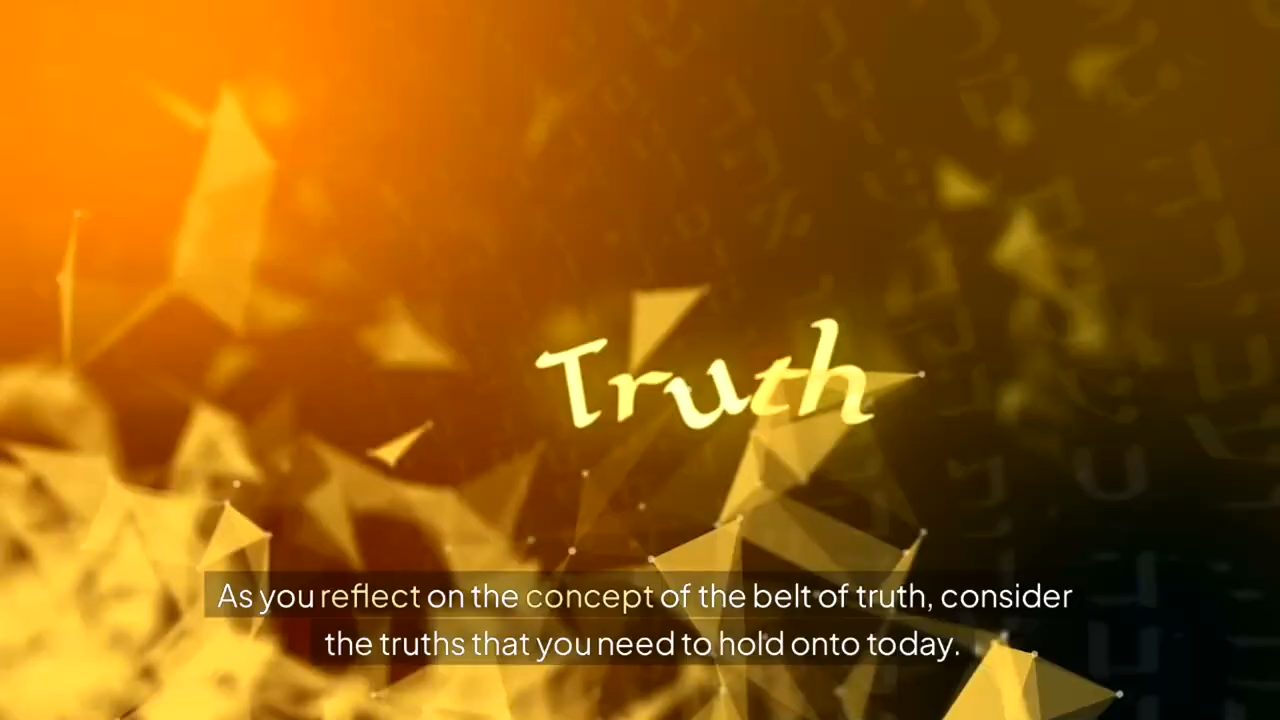 Truth
As you reflect on the concept of the belt of truth, consider
the truths that you need to hold onto today.